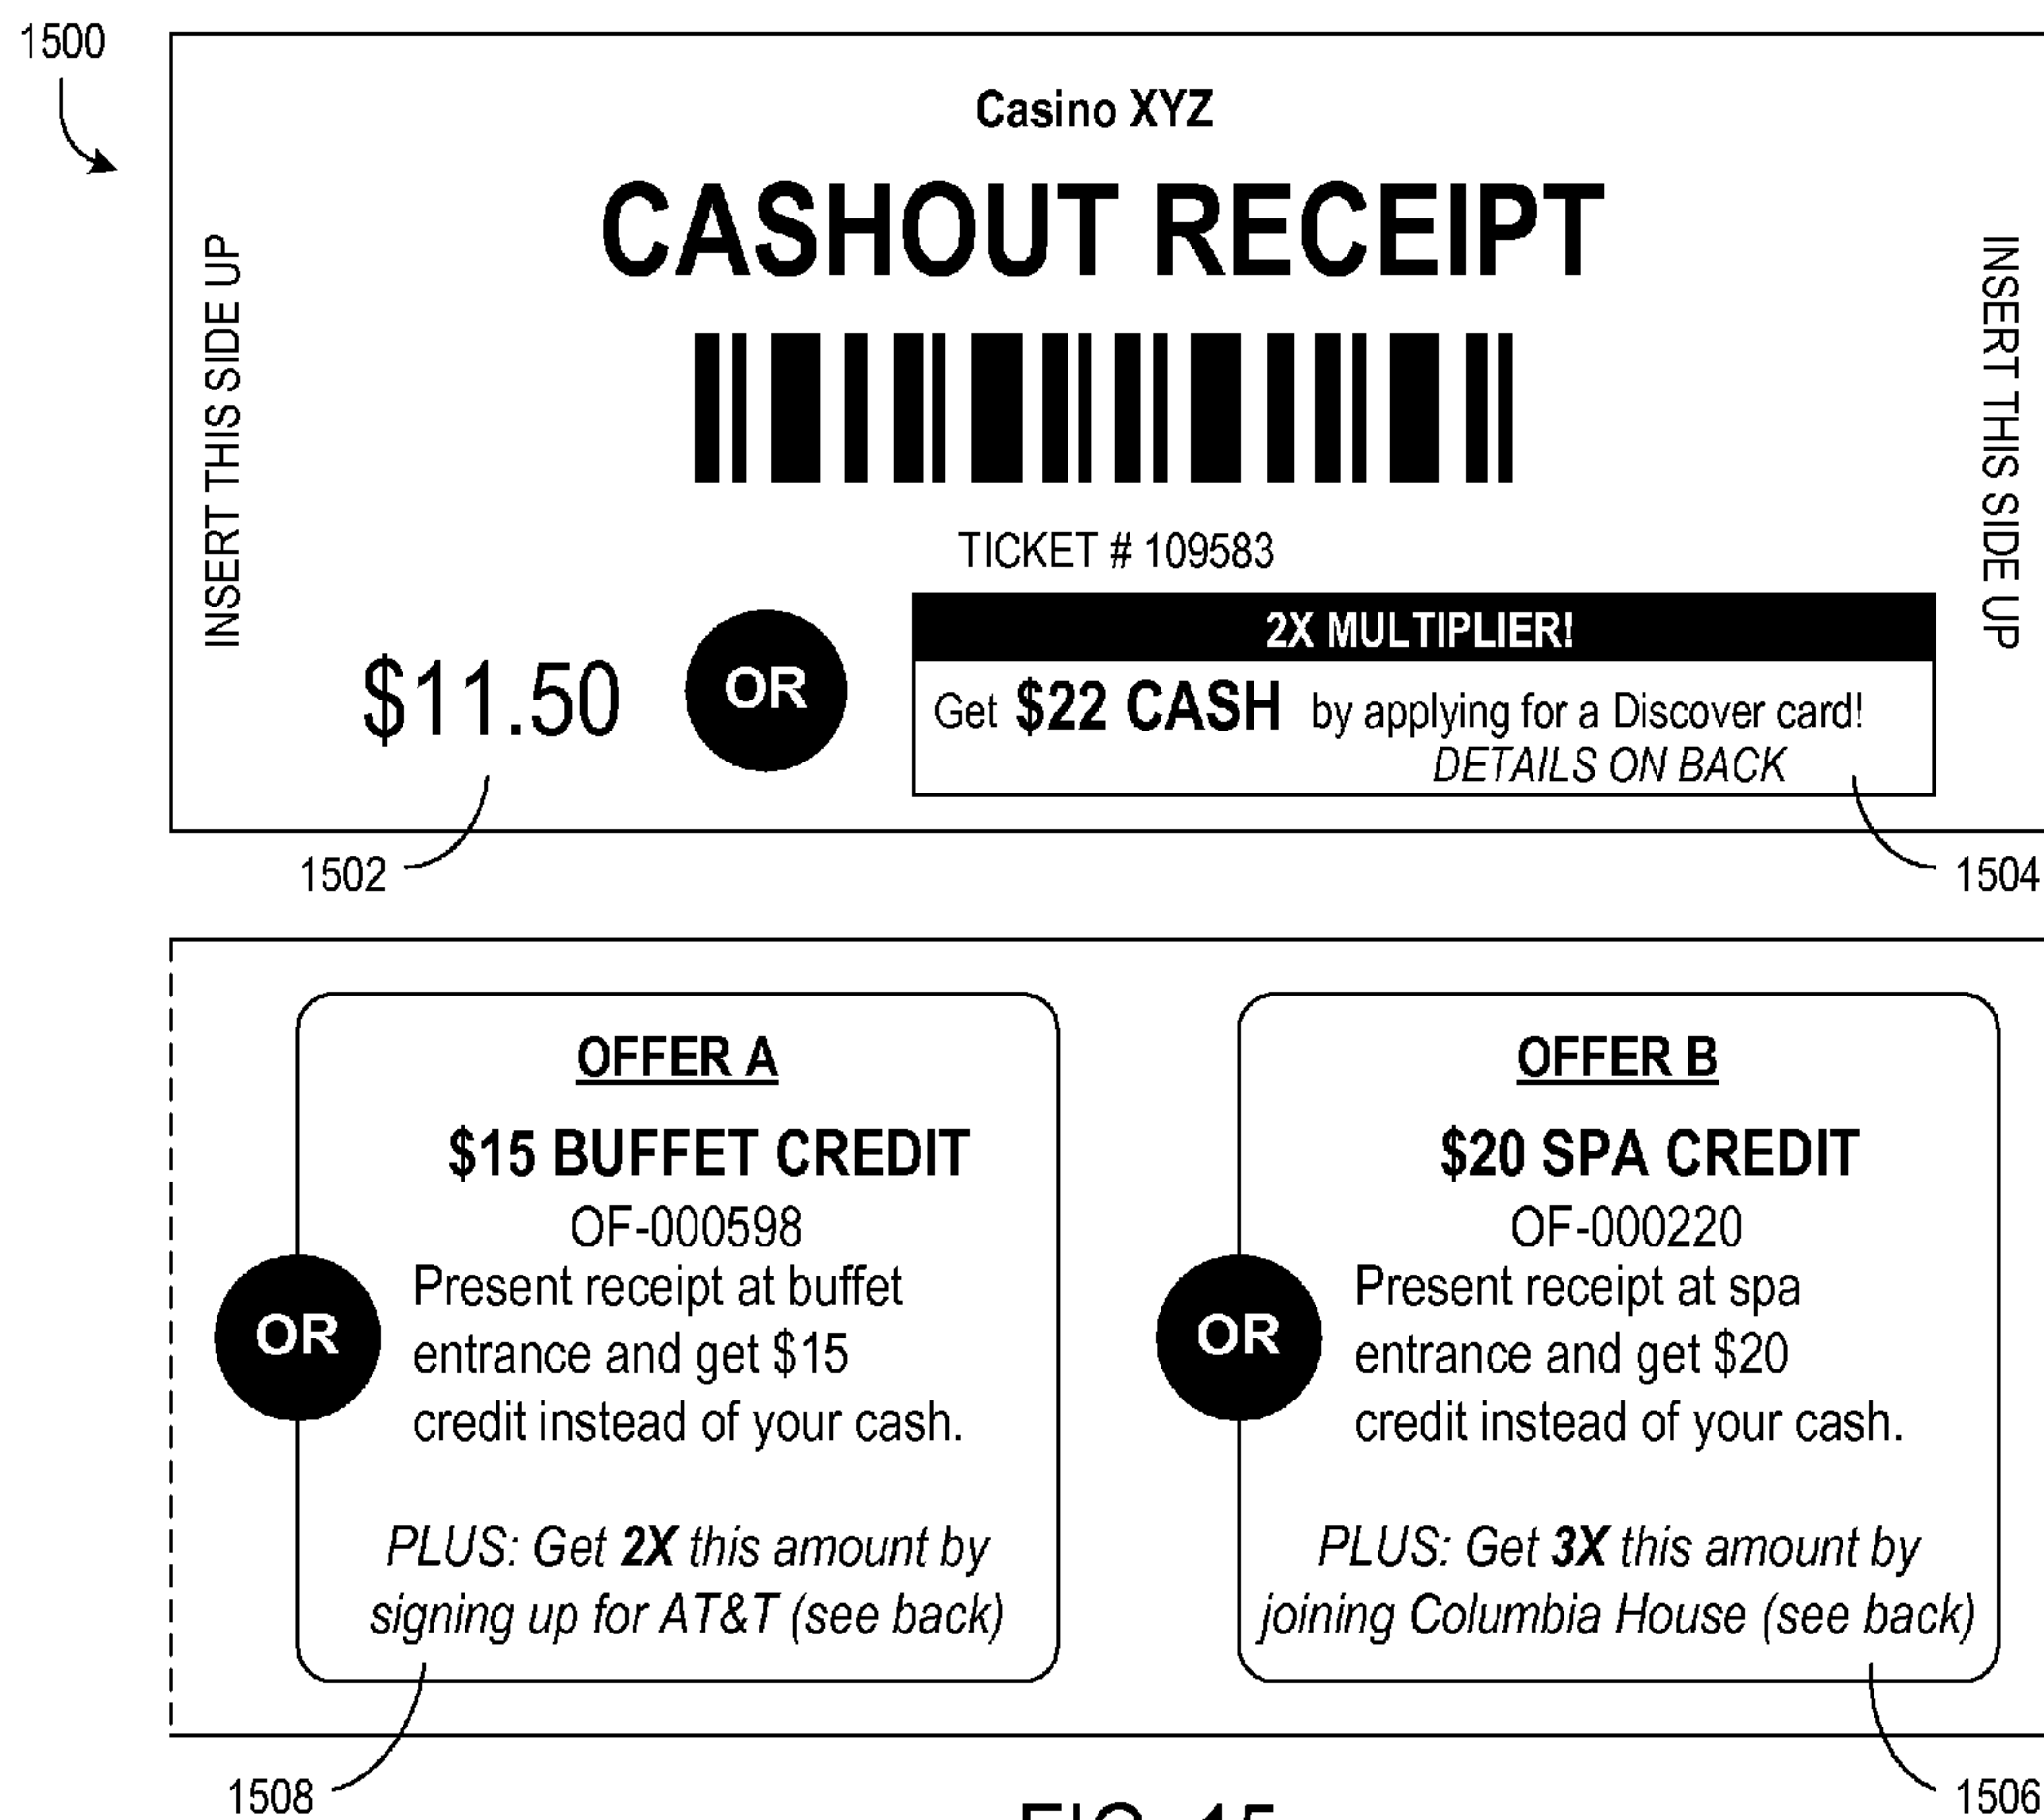 1500
Casino XYZ
CASHOUT RECEIPT
INSERT THIS SIDE UP
INSERT THIS SIDE UP
TICKET # 109583
$11.50
OR
2X MULTIPLIER!
Get $22 CASH by applying for a Discover card!
DETAILS ON BACK
1502
1504
OFFER A
$15 BUFFET CREDIT
OF-000598
OR
Present receipt at buffet
entrance and get $15
credit instead of your cash.
PLUS: Get 2X this amount by
signing up for AT&T (see back)
OFFER B
$20 SPA CREDIT
OF-000220
OR
Present receipt at spa
entrance and get $20
credit instead of your cash.
PLUS: Get 3X this amount by
joining Columbia House (see back)
1508
1506
FIG. 15